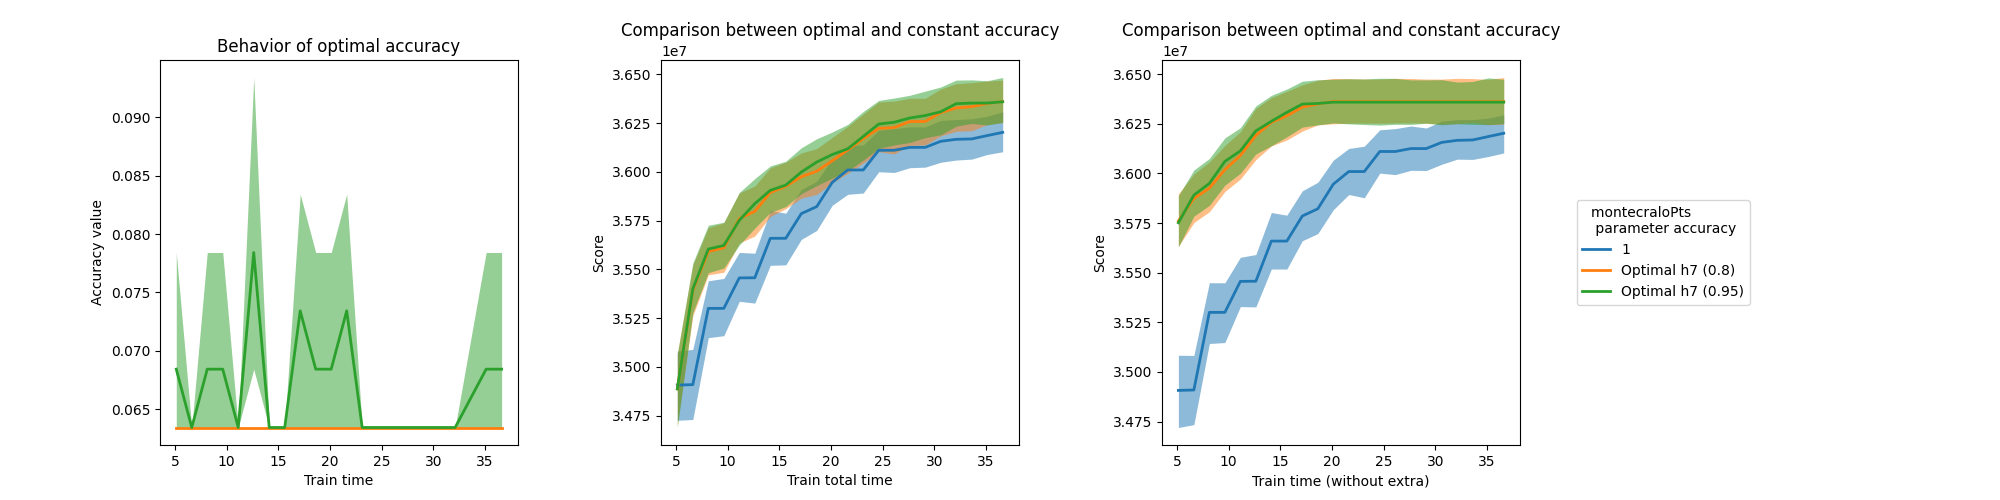 Behavior of optimal accuracy
Accuracy value
0.090
0.085
0.080
0.075
0.070
0.065
5 10 15 20 25 30 35
Train time
Comparison between optimal and constant accuracy
1e7
Score
3.650
3.625
3.600
3.575
3.550
3.525
3.500
3.475
5 10 15 20 25 30 35
Train total time
Comparison between optimal and constant accuracy
1e7
Score
3.650
3.625
3.600
3.575
3.550
3.525
3.500
3.475
5 10 15 20 25 30 35
Train time (without extra)
montecraloPts
parameter accuracy
1
Optimal h7 (0.8)
Optimal h7 (0.95)